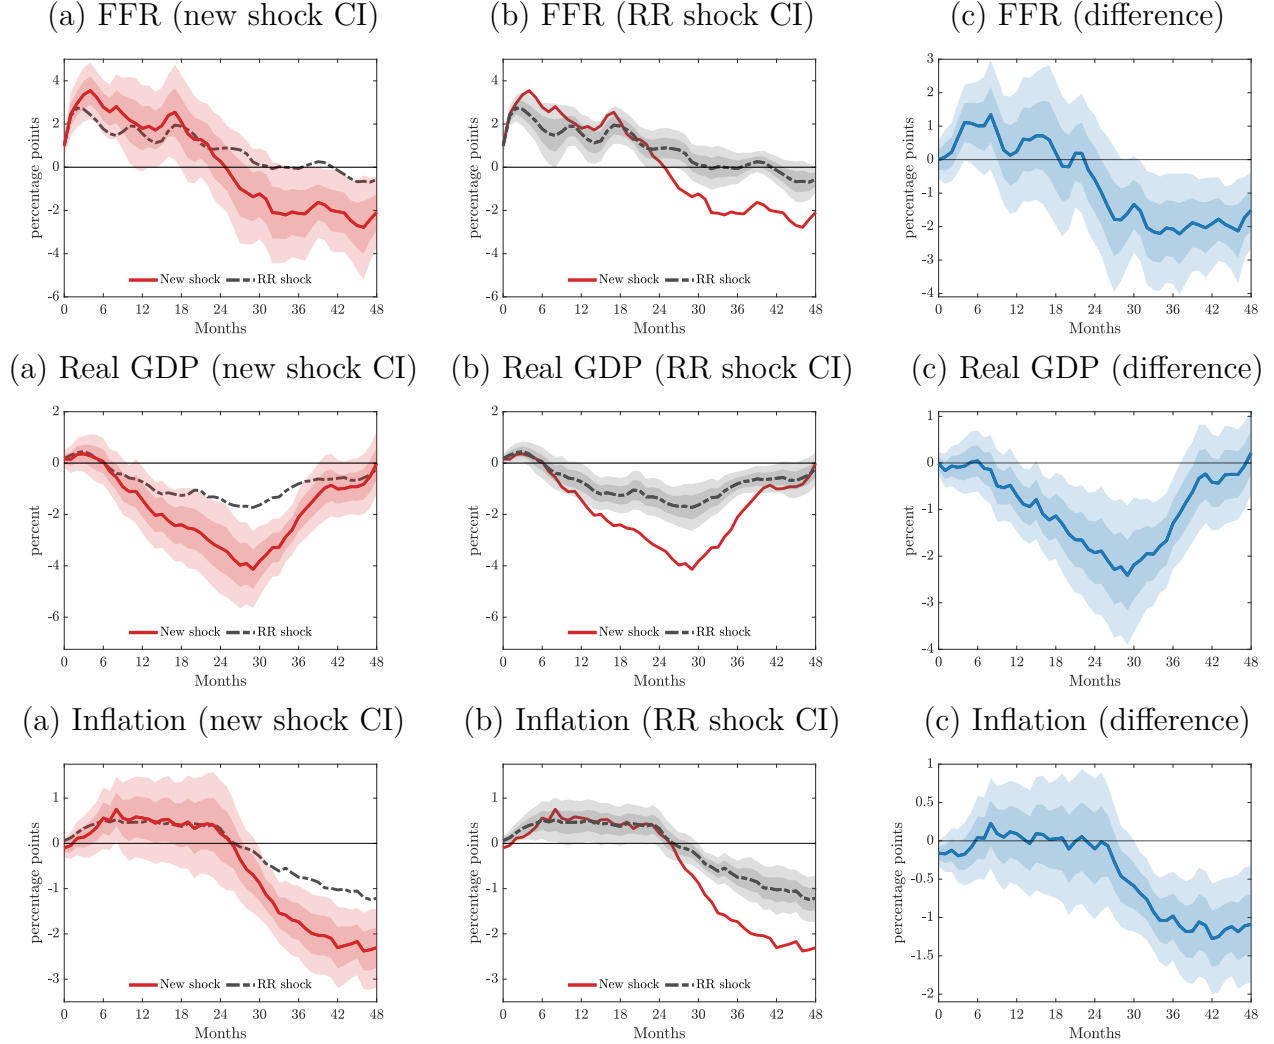 (a) FFR (new shock CI)
(b) FFR (RR shock CI)
(c) FFR (difference)
percentage points
4
2
0
-2
-4
-6
New shock
RR shock
0 6 12 18 24 30 36 42 48
Months
percentage points
4
2
0
-2
-4
-6
New shock
RR shock
0 6 12 18 24 30 36 42 48
Months
percentage points
3
2
1
0
-1
-2
-3
-4
0 6 12 18 24 30 36 42 48
Months
(a) Real GDP (new shock CI)
(b) Real GDP (RR shock CI)
(c) Real GDP (difference)
percent
2
0
-2
-4
-6
New shock
RR shock
0 6 12 18 24 30 36 42 48
Months
percent
2
0
-2
-4
-6
New shock
RR shock
0 6 12 18 24 30 36 42 48
Months
percent
1
0
-1
-2
-3
-4
0 6 12 18 24 30 36 42 48
Months
(a) Inflation (new shock CI)
(b) Inflation (RR shock CI)
(c) Inflation (difference)
percentage points
1
0
-1
-2
-3
New shock
RR shock
0 6 12 18 24 30 36 42 48
Months
percentage points
1
0
-1
-2
-3
New shock
RR shock
0 6 12 18 24 30 36 42 48
Months
percentage points
1
0.5
0
-0.5
-1
-1.5
-2
0 6 12 18 24 30 36 42 48
Months